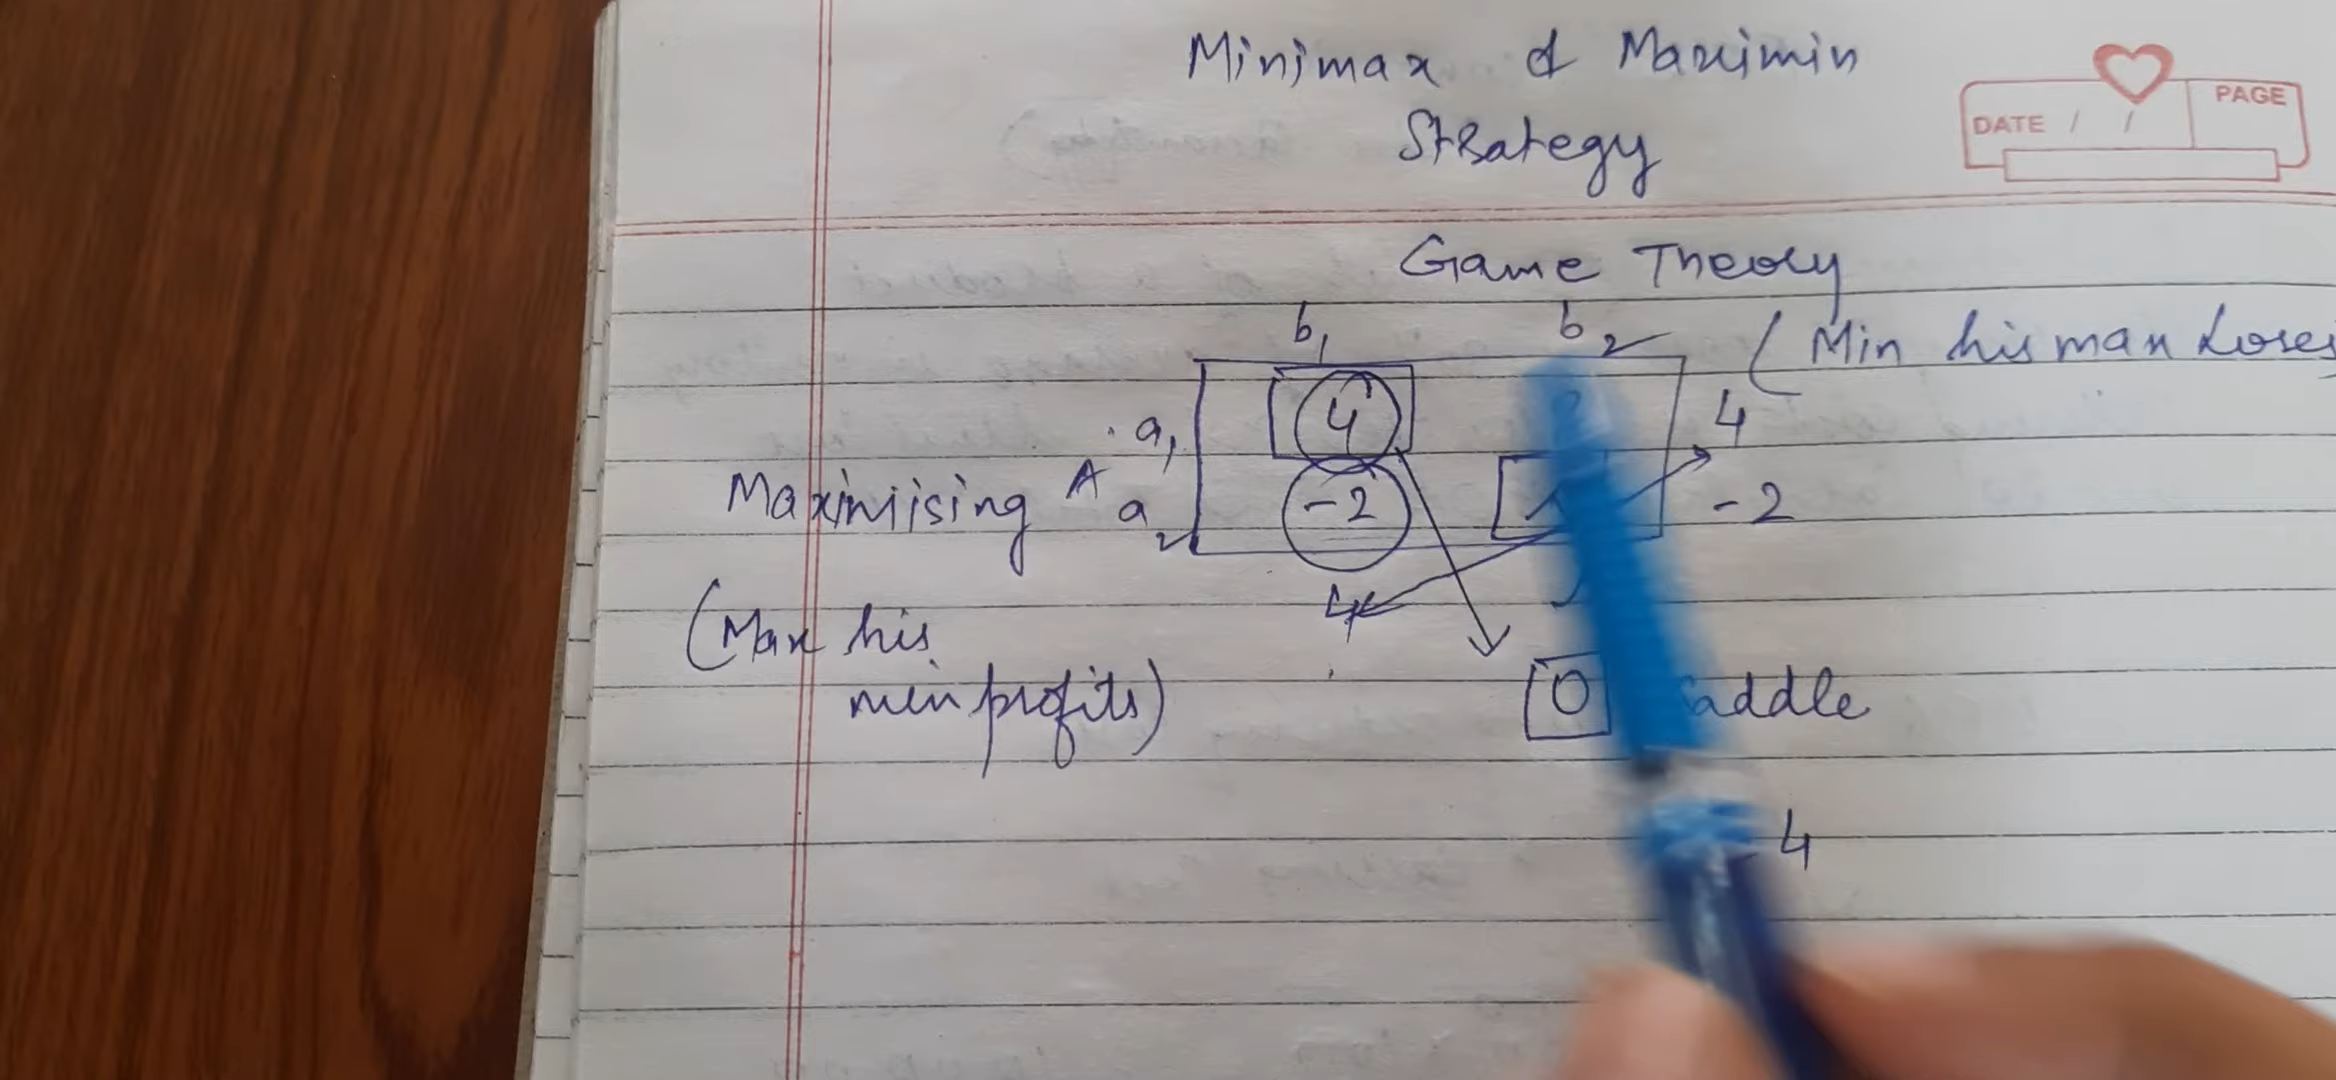 Minimax & Maximin
Strategy
DATE / / PAGE
Game Theory
b1 b2
(Min his max Loses
a1 4 4
Maximising A
a2 -2 -2
4
(Max his
min profits)
0
4